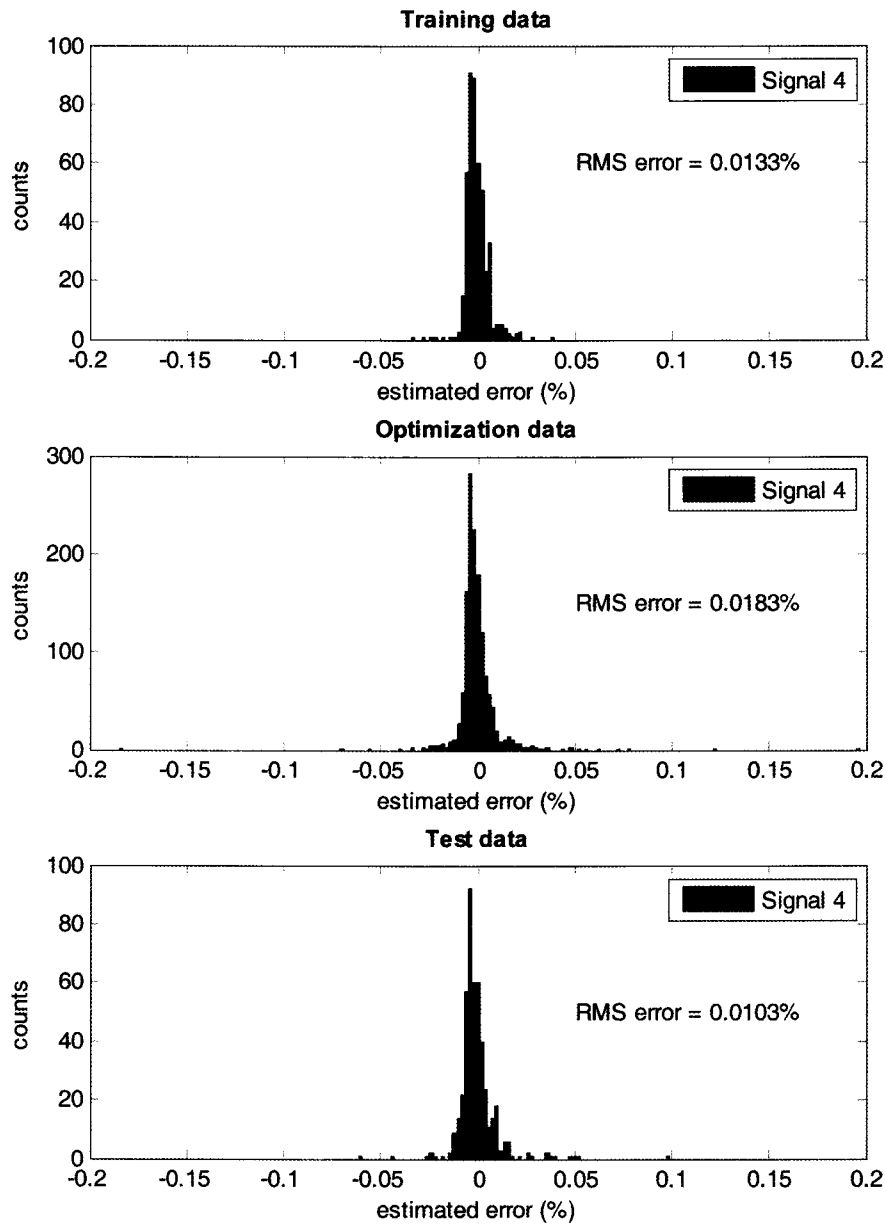 Training data
100
80
60
40
20
0
counts
Signal 4
RMS error = 0.0133%
-0.2 -0.15 -0.1 -0.05 0 0.05 0.1 0.15 0.2
estimated error (%)
Optimization data
300
200
100
0
counts
Signal 4
RMS error = 0.0183%
-0.2 -0.15 -0.1 -0.05 0 0.05 0.1 0.15 0.2
estimated error (%)
Test data
100
80
60
40
20
0
counts
Signal 4
RMS error = 0.0103%
-0.2 -0.15 -0.1 -0.05 0 0.05 0.1 0.15 0.2
estimated error (%)